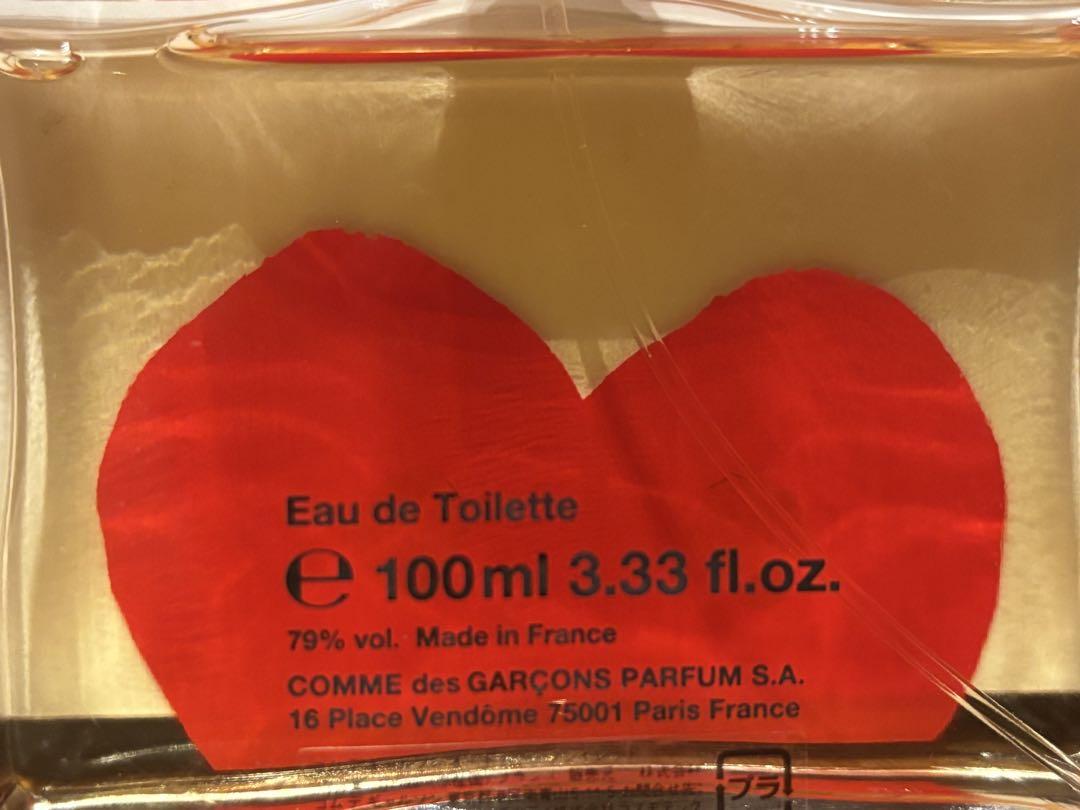 Eau de Toilette
℮ 100ml 3.33 fl.oz.
79% vol. Made in France
COMME des GARÇONS PARFUM S.A.
16 Place Vendôme 75001 Paris France
プラ